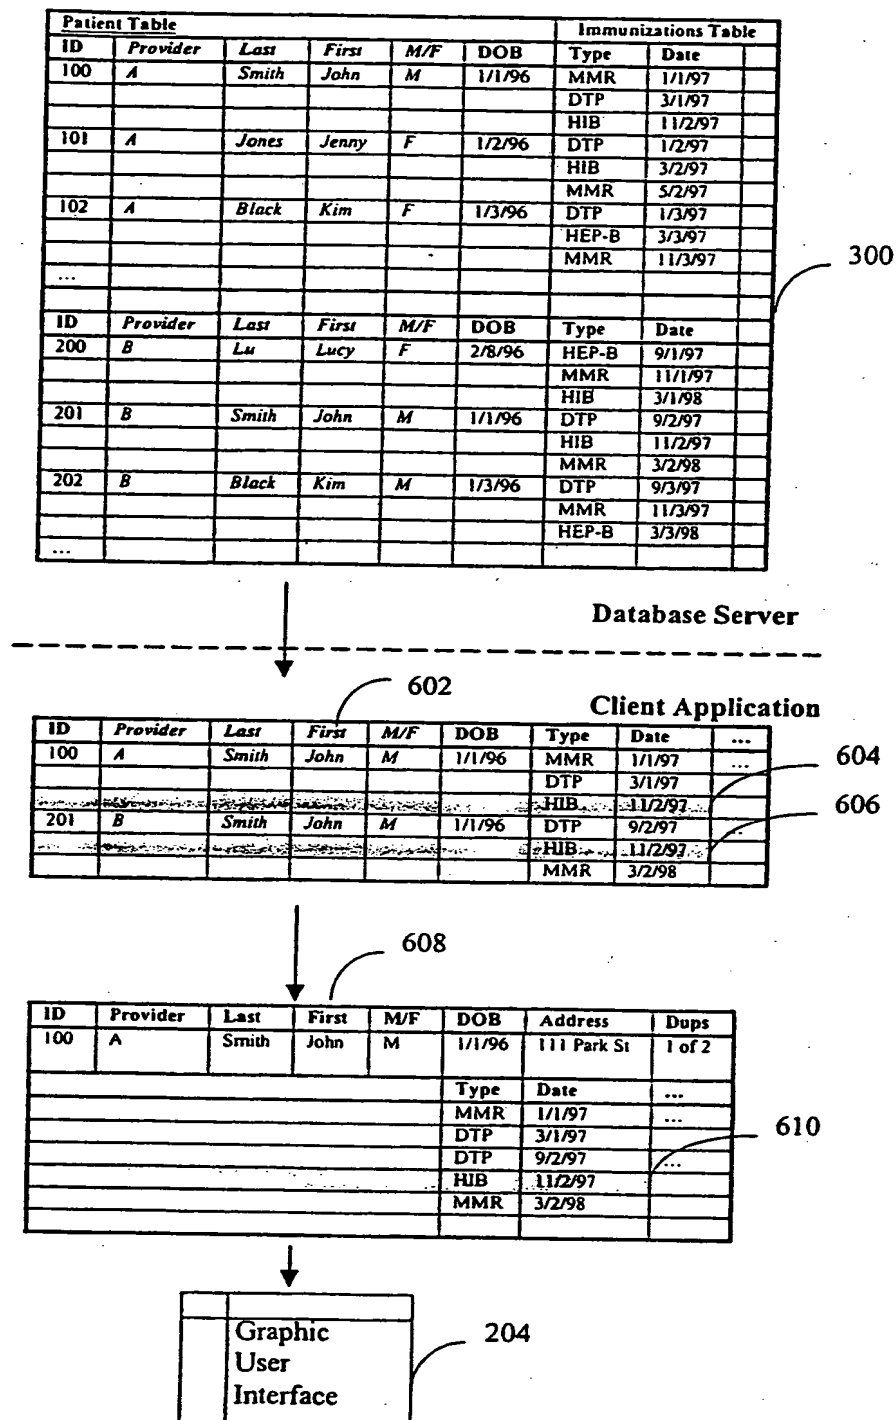 Patient Table Immunizations Table
ID Provider Last First M/F DOB Type Date
100 A Smith John M 1/1/96 MMR 1/1/97
DTP 3/1/97
HIB 11/2/97
101 A Jones Jenny F 1/2/96 DTP 1/2/97
HIB 3/2/97
MMR 5/2/97
102 A Black Kim F 1/3/96 DTP 1/3/97
HEP-B 3/3/97
MMR 11/3/97
...
300
ID Provider Last First M/F DOB Type Date
200 B Lu Lucy F 2/8/96 HEP-B 9/1/97
MMR 11/1/97
HIB 3/1/98
201 B Smith John M 1/1/96 DTP 9/2/97
HIB 11/2/97
MMR 3/2/98
202 B Black Kim M 1/3/96 DTP 9/3/97
MMR 11/3/97
HEP-B 3/3/98
...
Database Server
602
Client Application
ID Provider Last First M/F DOB Type Date ...
100 A Smith John M 1/1/96 MMR 1/1/97 ...
DTP 3/1/97
604
HIB 11/2/97
606
201 B Smith John M 1/1/96 DTP 9/2/97
HIB 11/2/97
MMR 3/2/98
608
ID Provider Last First M/F DOB Address Dups
100 A Smith John M 1/1/96 111 Park St 1 of 2
Type Date ...
MMR 1/1/97 ...
DTP 3/1/97
610
DTP 9/2/97 ...
HIB 11/2/97
MMR 3/2/98
Graphic
User
Interface
204